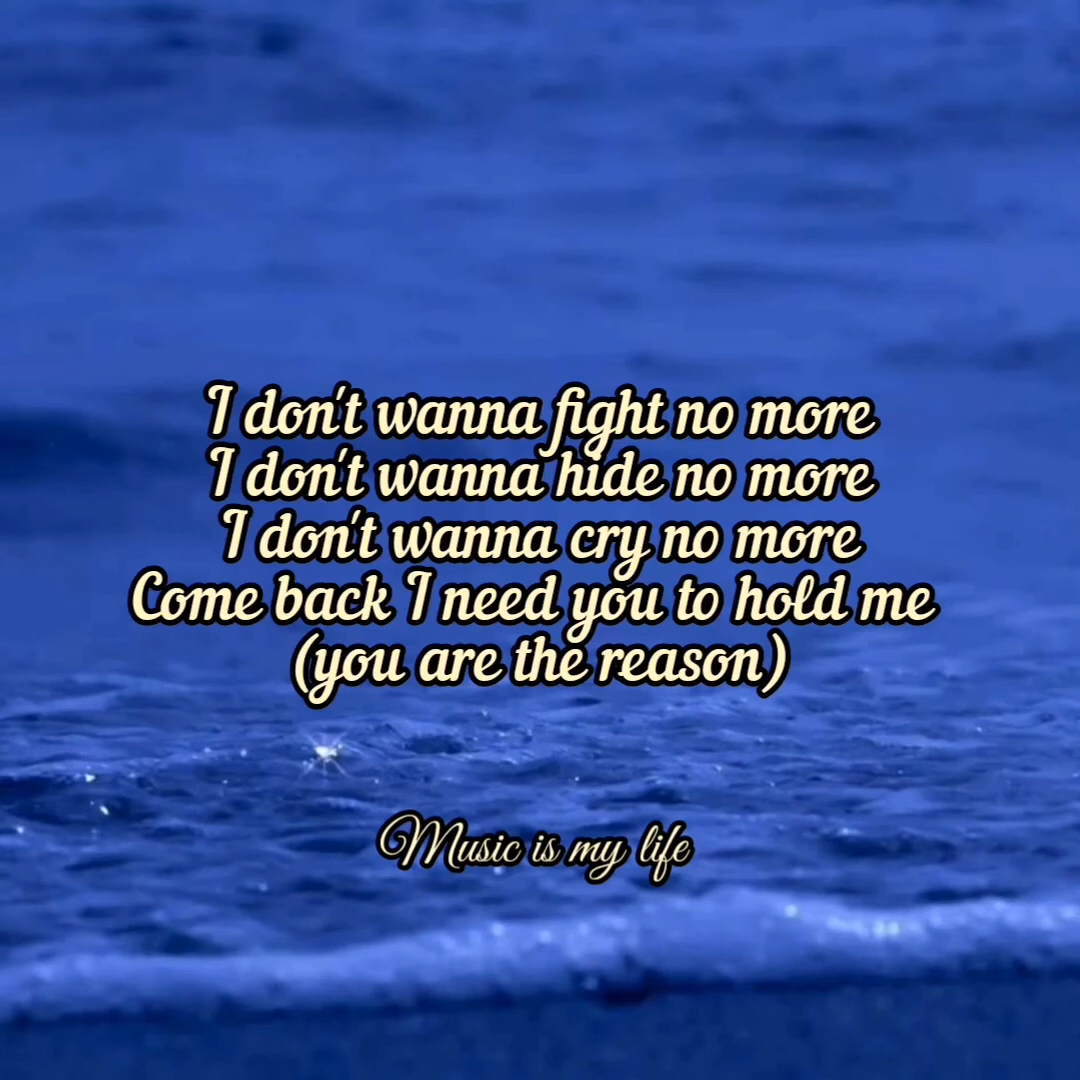 I don't wanna fight no more
I don't wanna hide no more
I don't wanna cry no more
Come back I need you to hold me
(you are the reason)
Music is my life